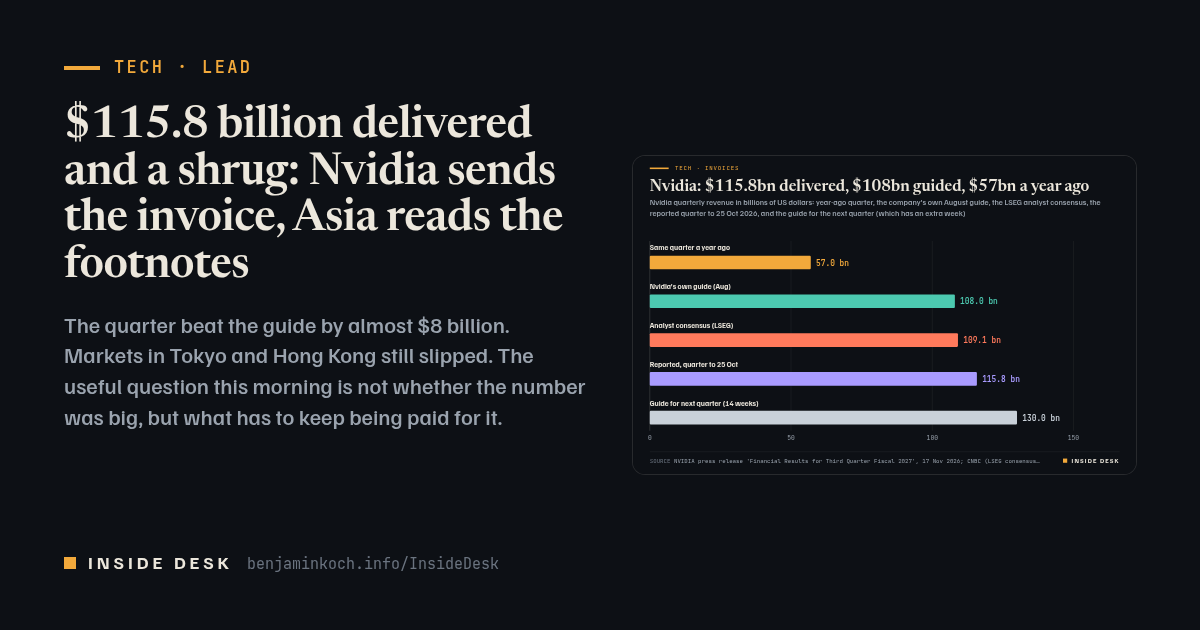 TECH · LEAD
$115.8 billion delivered
and a shrug: Nvidia sends
the invoice, Asia reads the
footnotes
The quarter beat the guide by almost $8 billion.
Markets in Tokyo and Hong Kong still slipped. The
useful question this morning is not whether the number
was big, but what has to keep being paid for it.
TECH · INVOICES
Nvidia: $115.8bn delivered, $108bn guided, $57bn a year ago
Nvidia quarterly revenue in billions of US dollars: year-ago quarter, the company's own August guide, the LSEG analyst consensus, the
reported quarter to 25 Oct 2026, and the guide for the next quarter (which has an extra week)
Same quarter a year ago
57.0 bn
Nvidia's own guide (Aug)
108.0 bn
Analyst consensus (LSEG)
109.1 bn
Reported, quarter to 25 Oct
115.8 bn
Guide for next quarter (14 weeks)
130.0 bn
0 50 100 150
SOURCE NVIDIA press release 'Financial Results for Third Quarter Fiscal 2027', 17 Nov 2026; CNBC (LSEG consensus…
INSIDE DESK
INSIDE DESK benjaminkoch.info/InsideDesk